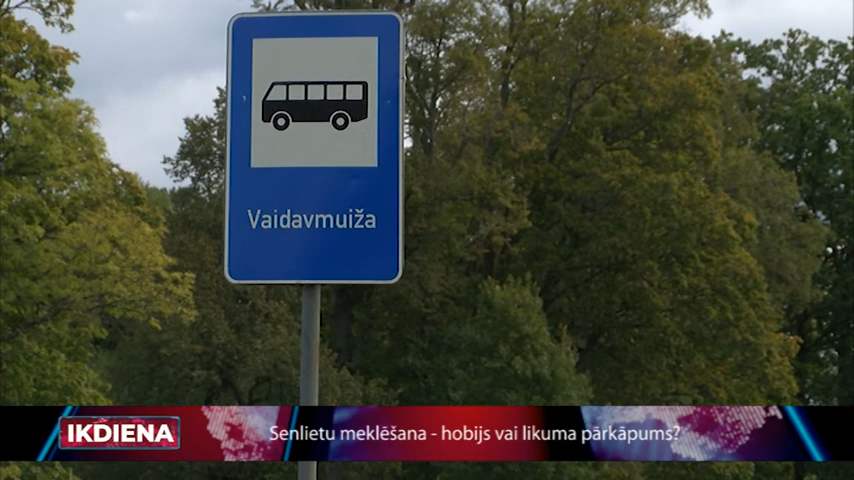 Vaidavmuiža
IKDIENA
Senlietu meklēšana - hobijs vai likuma pārkāpums?